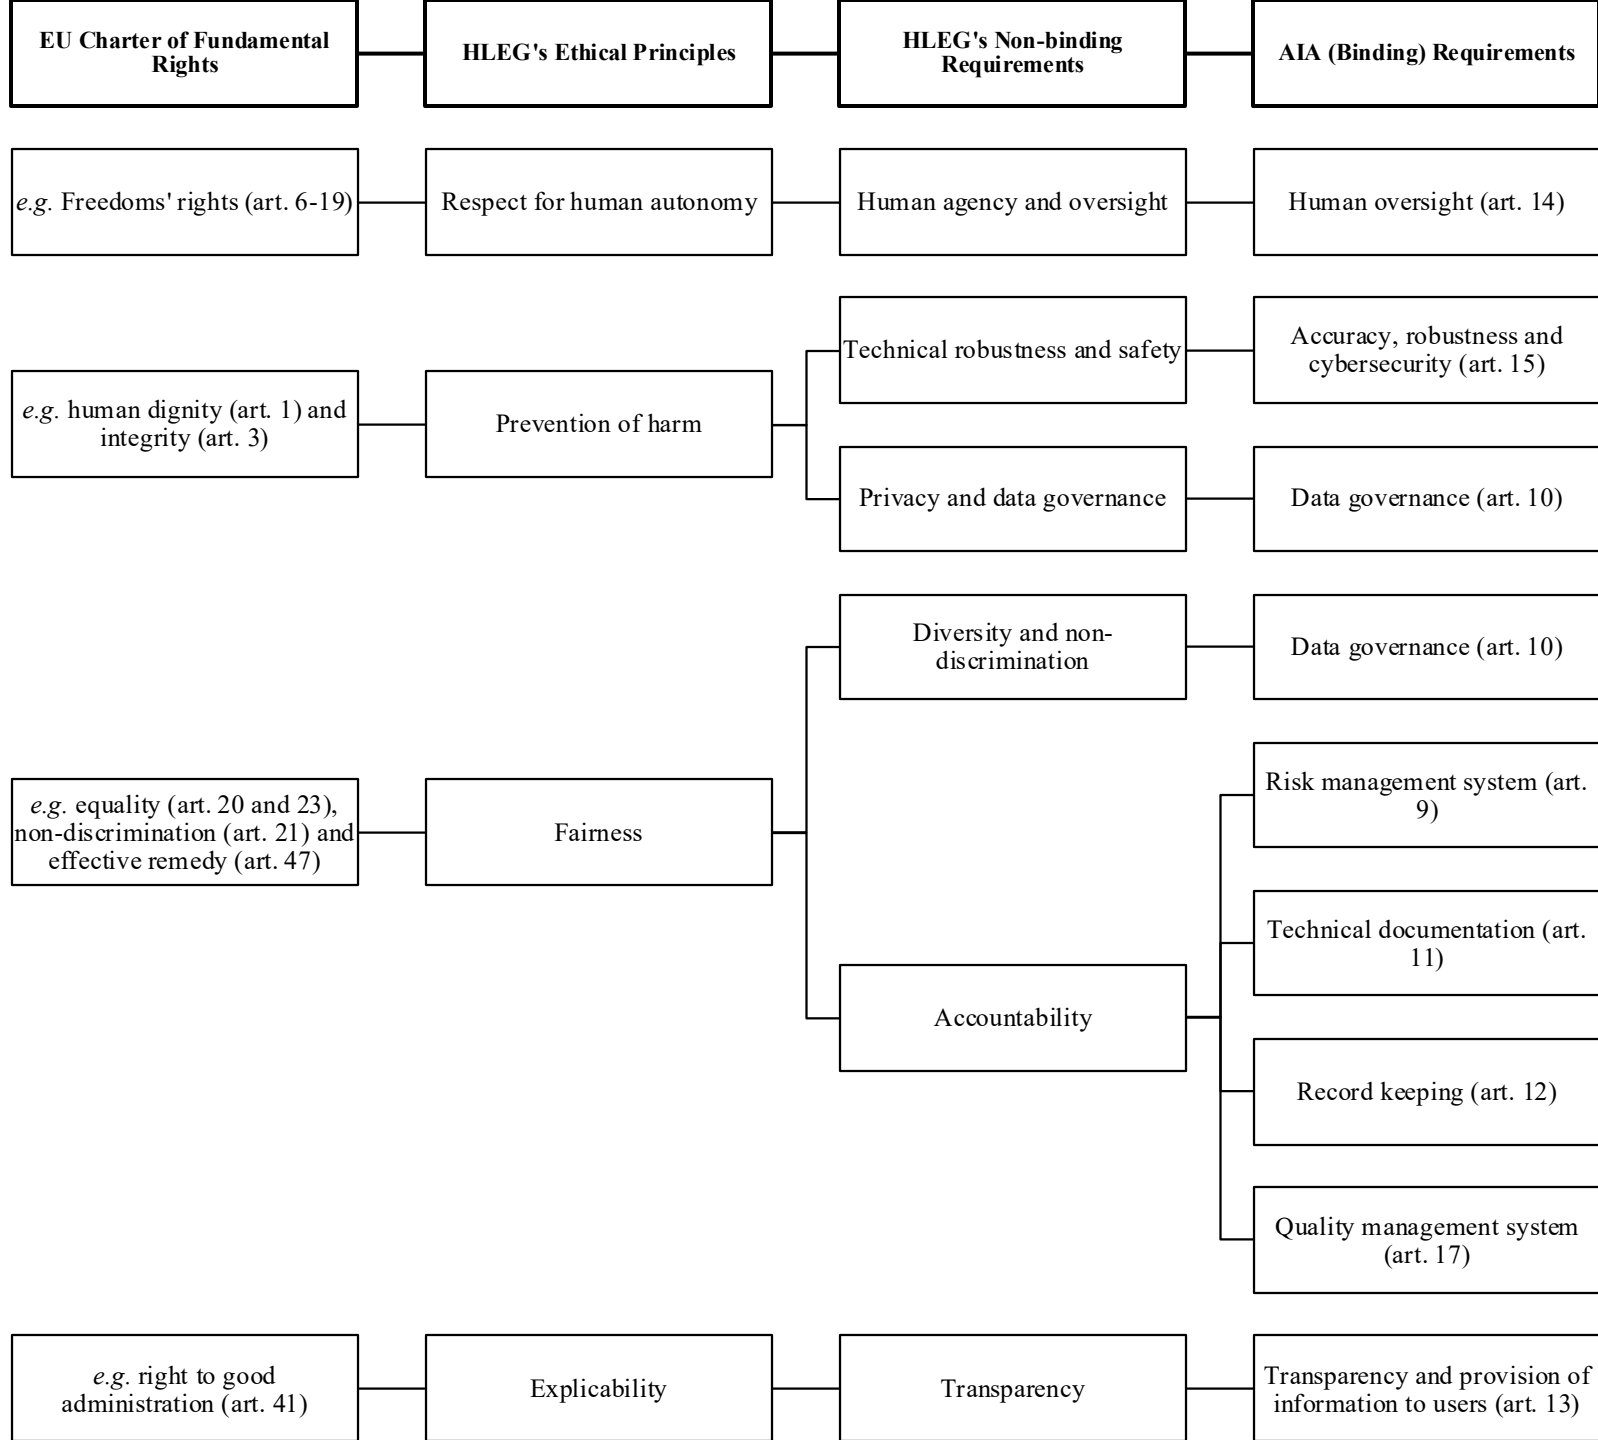 EU Charter of Fundamental
Rights
HLEG's Ethical Principles
HLEG's Non-binding
Requirements
AIA (Binding) Requirements
e.g. Freedoms' rights (art. 6-19)
Respect for human autonomy
Human agency and oversight
Human oversight (art. 14)
e.g. human dignity (art. 1) and
integrity (art. 3)
Prevention of harm
Technical robustness and safety
Accuracy, robustness and
cybersecurity (art. 15)
Privacy and data governance
Data governance (art. 10)
e.g. equality (art. 20 and 23),
non-discrimination (art. 21) and
effective remedy (art. 47)
Fairness
Diversity and non-
discrimination
Data governance (art. 10)
Accountability
Risk management system (art.
9)
Technical documentation (art.
11)
Record keeping (art. 12)
Quality management system
(art. 17)
e.g. right to good
administration (art. 41)
Explicability
Transparency
Transparency and provision of
information to users (art. 13)